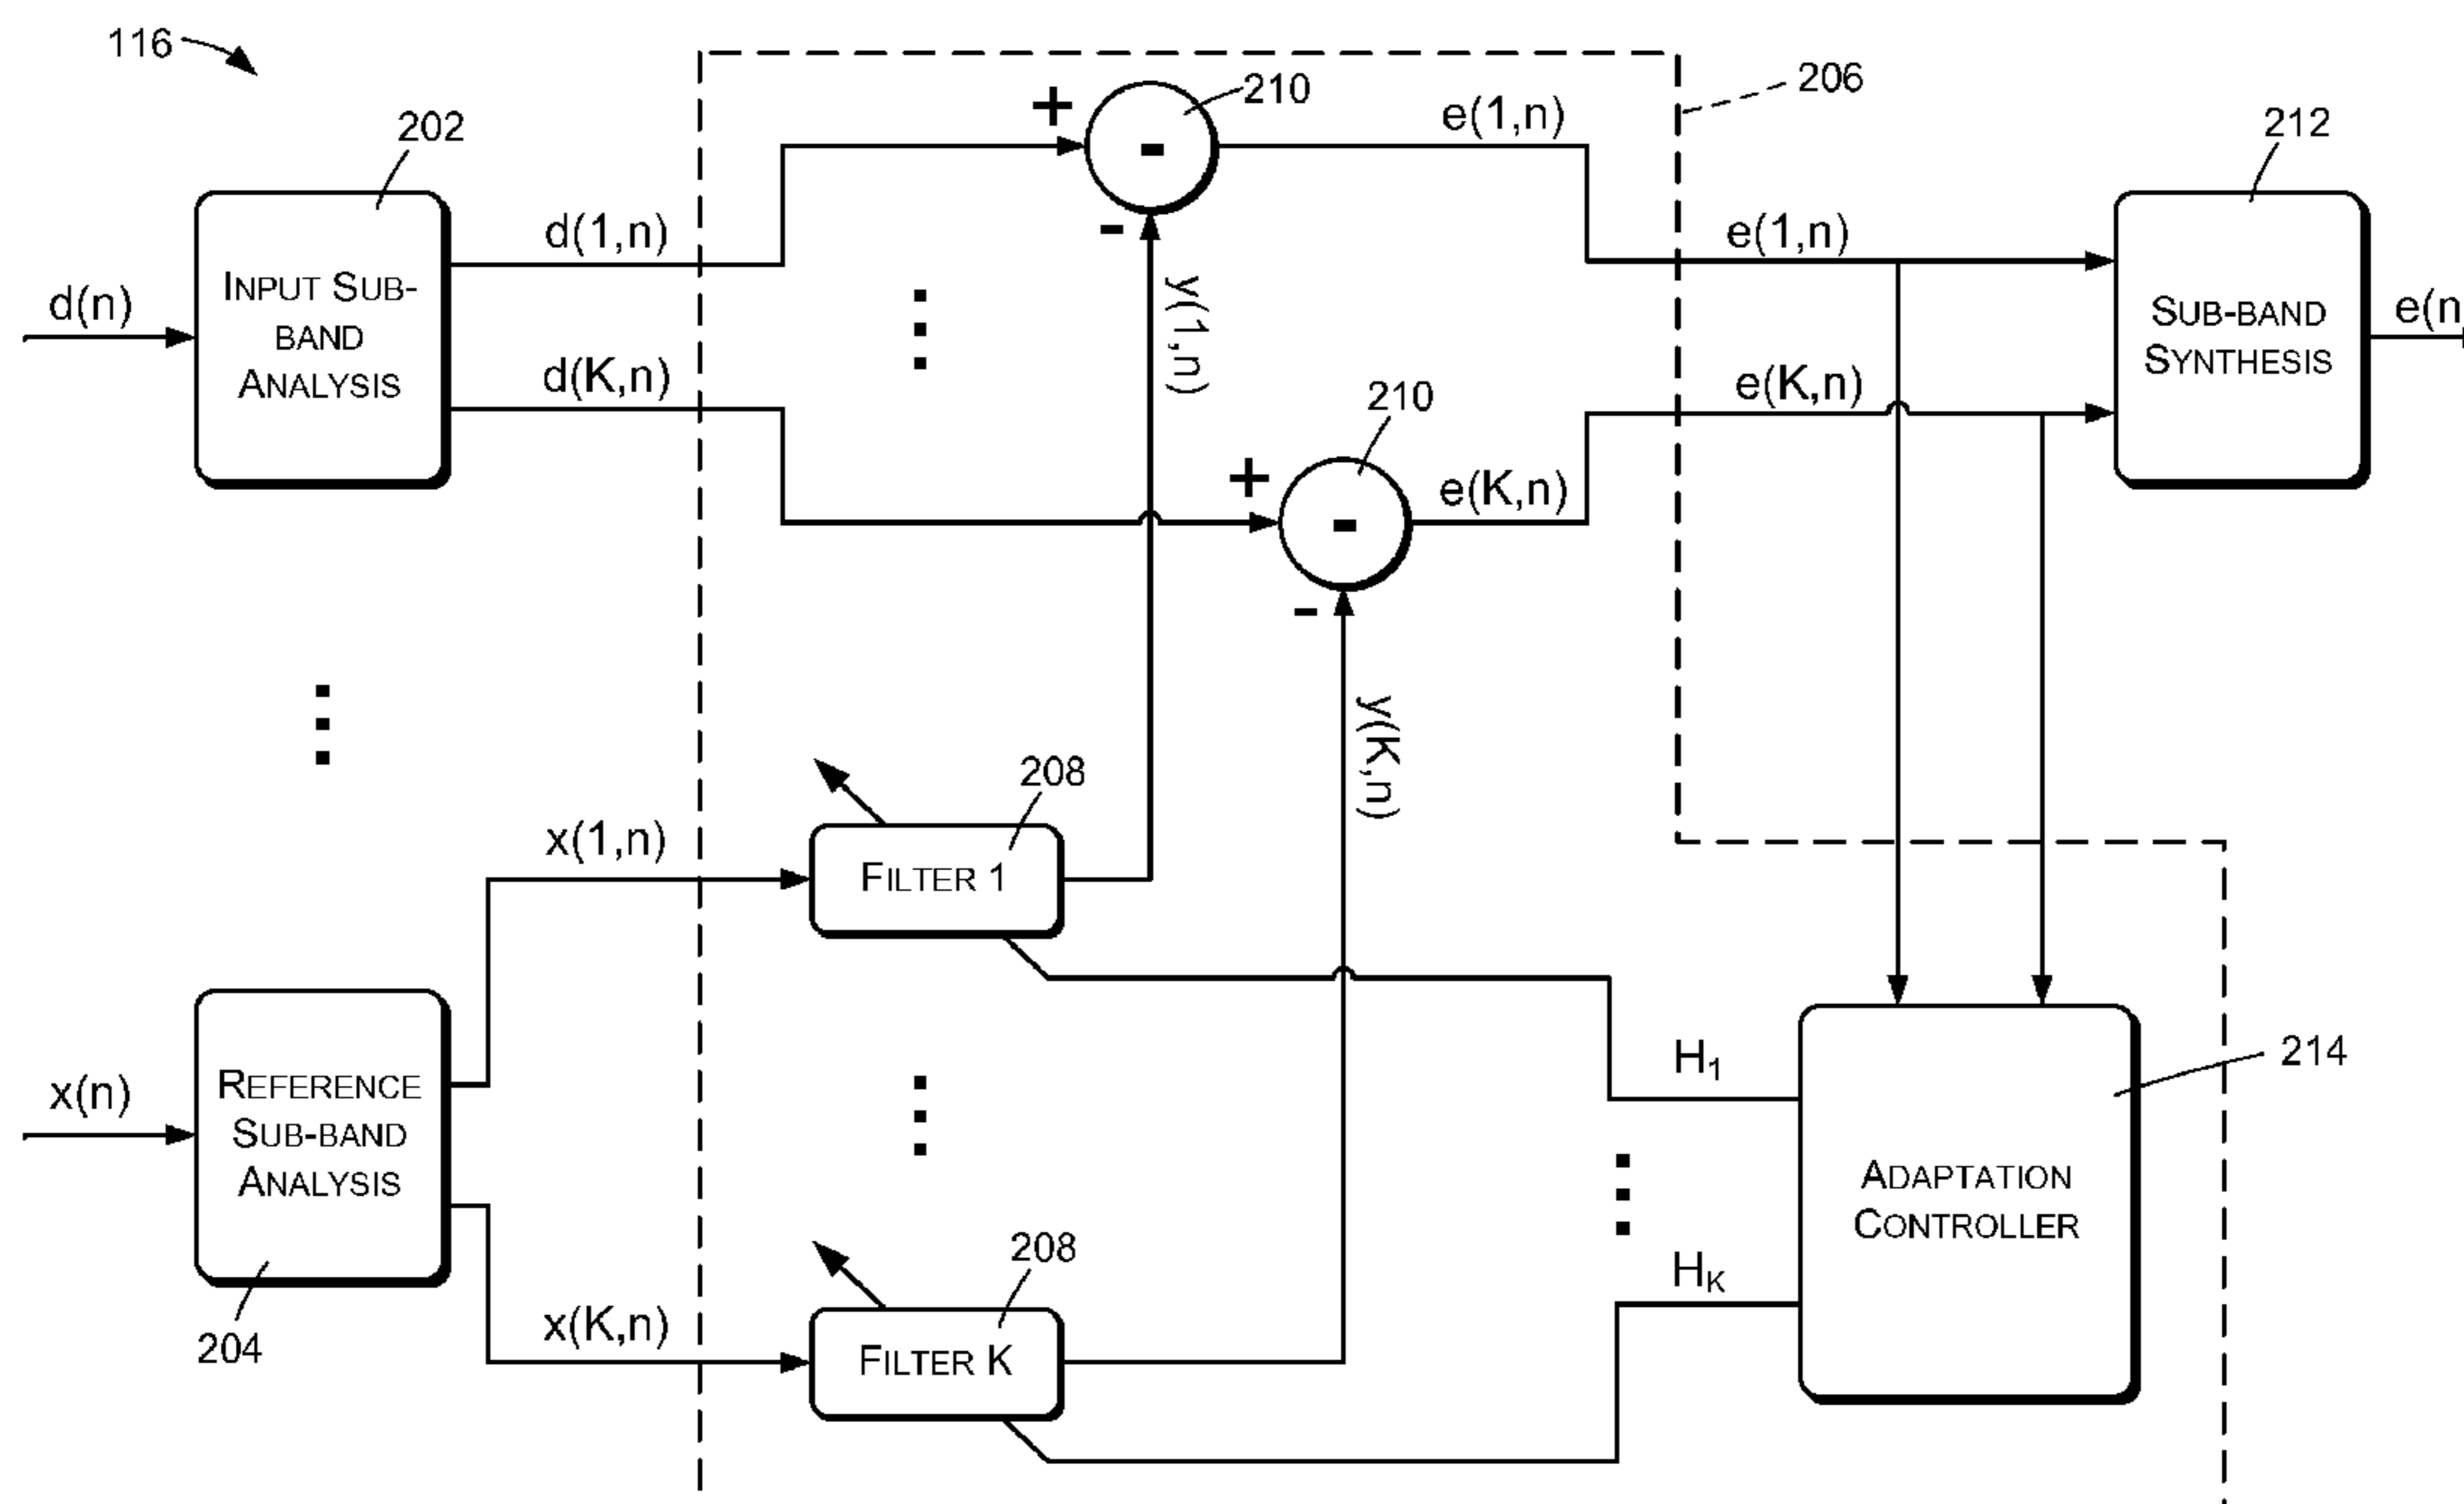 116
202
210
206
212
+
-
e(1,n)
d(1,n)
-
y(1,n)
e(1,n)
INPUT SUB-
BAND
ANALYSIS
d(n)
SUB-BAND
SYNTHESIS
e(n
d(K,n)
210
e(K,n)
+
-
e(K,n)
-
y(K,n)
208
x(1,n)
FILTER 1
x(n)
REFERENCE
SUB-BAND
ANALYSIS
H1
214
ADAPTATION
CONTROLLER
208
HK
204
x(K,n)
FILTER K